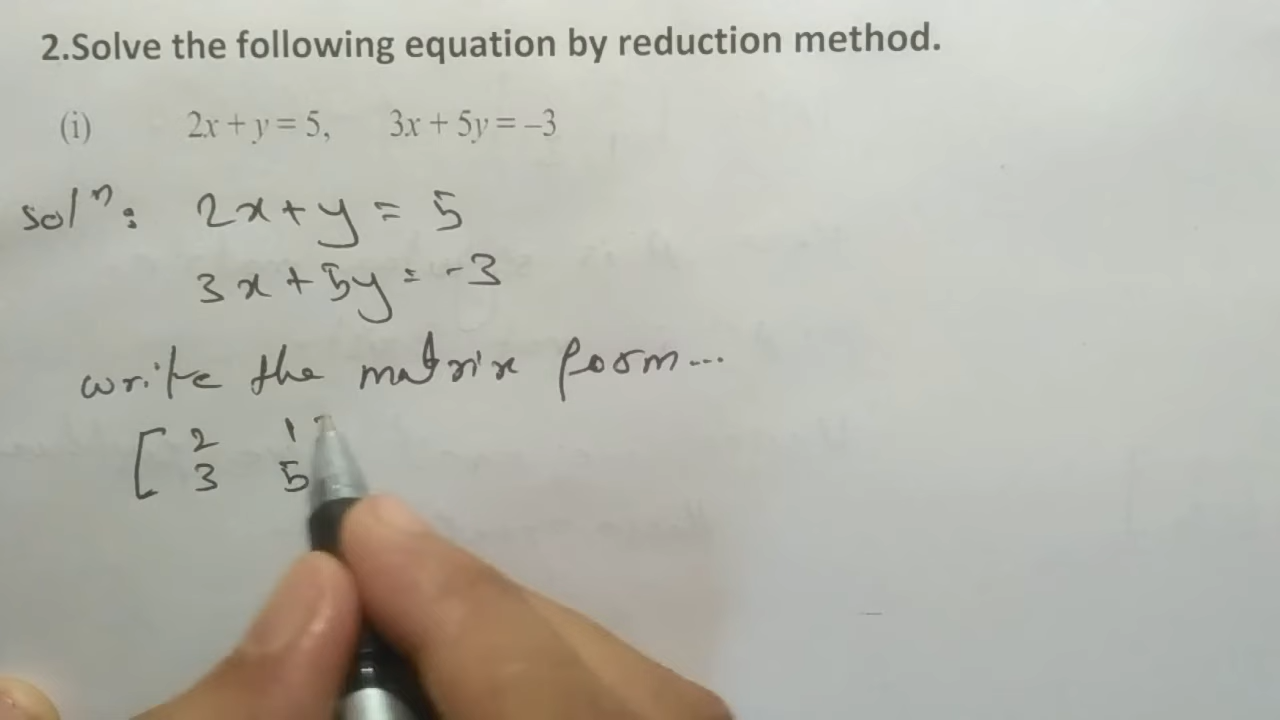 2.Solve the following equation by reduction method.
(i) 2x + y = 5, 3x + 5y = –3
Solⁿ: 2x + y = 5
3x + 5y = -3
write the matrix form...
[ 2 1
3 5